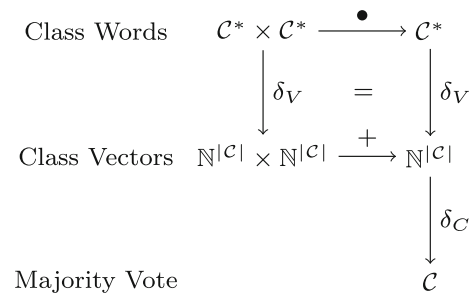 Class Words 𝒞* × 𝒞* • 𝒞*
δ_V = δ_V
Class Vectors ℕ^|𝒞| × ℕ^|𝒞| + ℕ^|𝒞|
δ_C
Majority Vote 𝒞